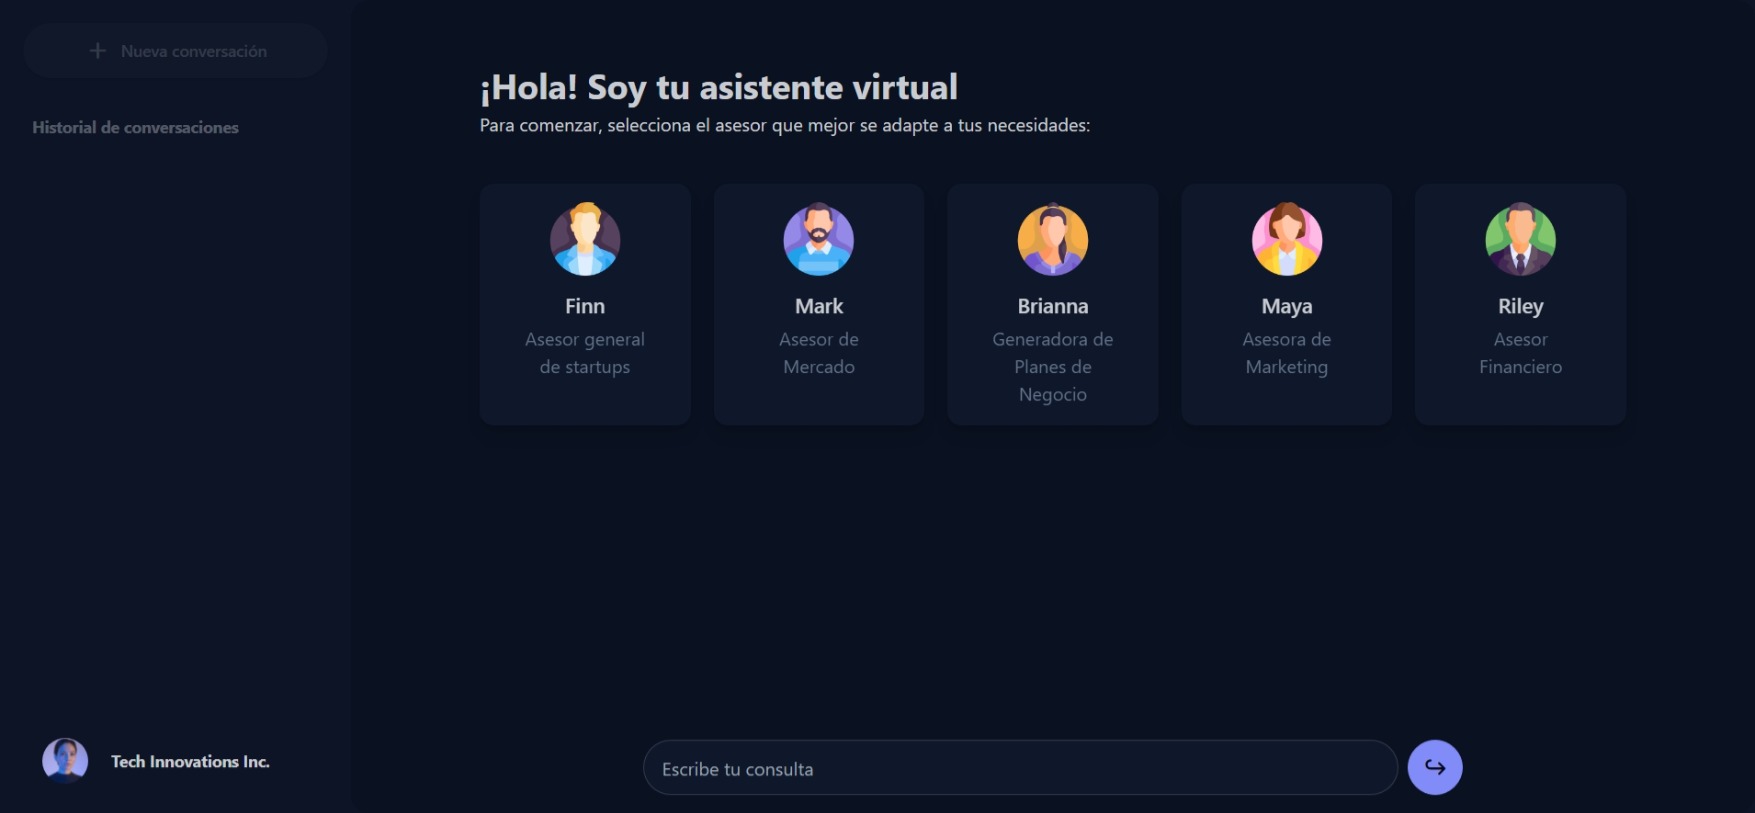 Nueva conversación
Historial de conversaciones
¡Hola! Soy tu asistente virtual
Para comenzar, selecciona el asesor que mejor se adapte a tus necesidades:
Finn
Asesor general
de startups
Mark
Asesor de
Mercado
Brianna
Generadora de
Planes de
Negocio
Maya
Asesora de
Marketing
Riley
Asesor
Financiero
Tech Innovations Inc.
Escribe tu consulta